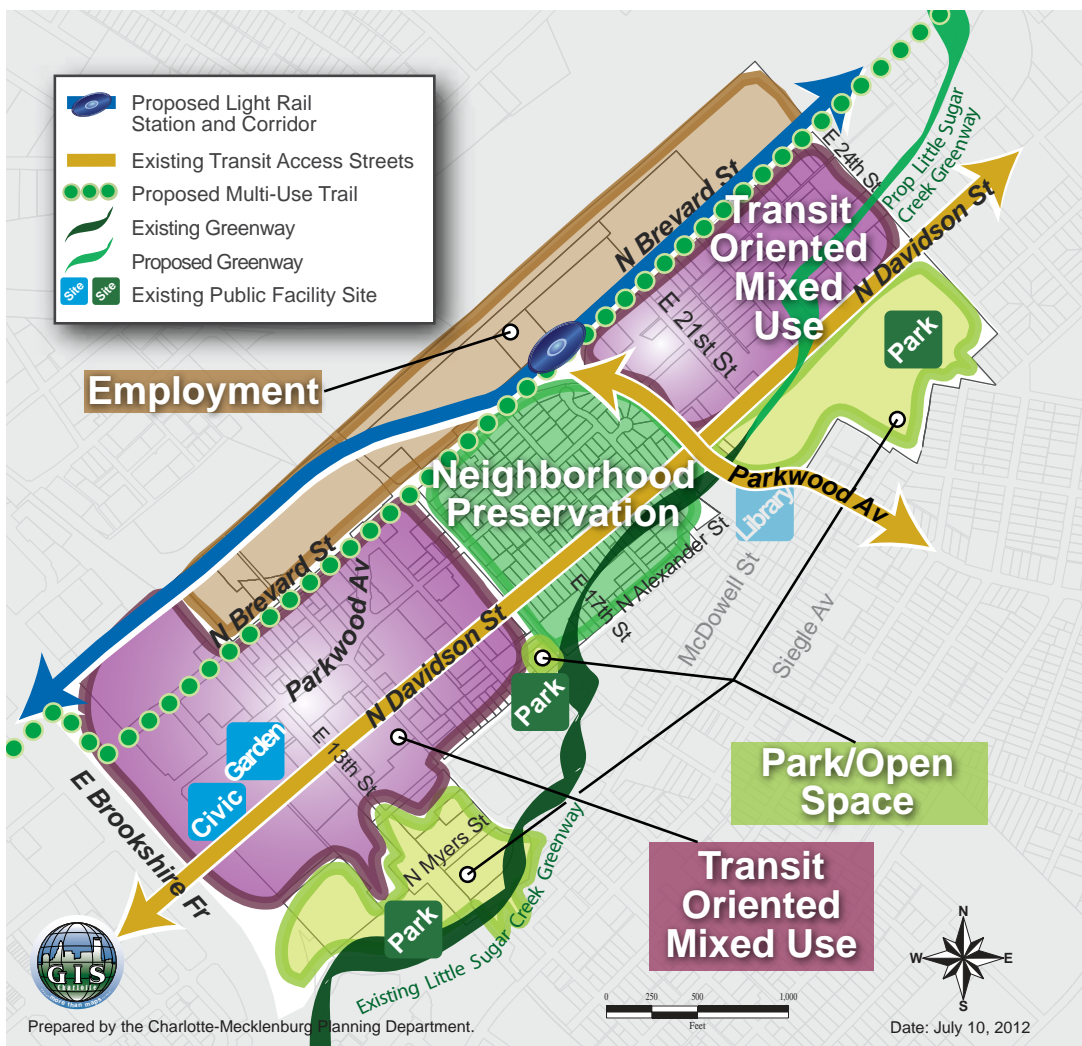 Proposed Light Rail
Station and Corridor
Existing Transit Access Streets
Proposed Multi-Use Trail
Existing Greenway
Proposed Greenway
Site
Site
Existing Public Facility Site
E 24th St
Prop Little Sugar
Creek Greenway
N Brevard St
Transit
Oriented
Mixed
Use
N Davidson St
E 21st St
Park
Employment
Neighborhood
Preservation
Parkwood Av
Library
N Brevard St
Parkwood Av
N Alexander St
E 17th St
McDowell St
Siegle Av
N Davidson St
Park
Garden
Civic
E 13th St
E Brookshire Fr
Park/Open
Space
N Myers St
Park
Existing Little Sugar Creek Greenway
Transit
Oriented
Mixed Use
GIS
Charlotte
more than maps
N
W
E
S
0 250 500 1,000
Feet
Prepared by the Charlotte-Mecklenburg Planning Department.
Date: July 10, 2012